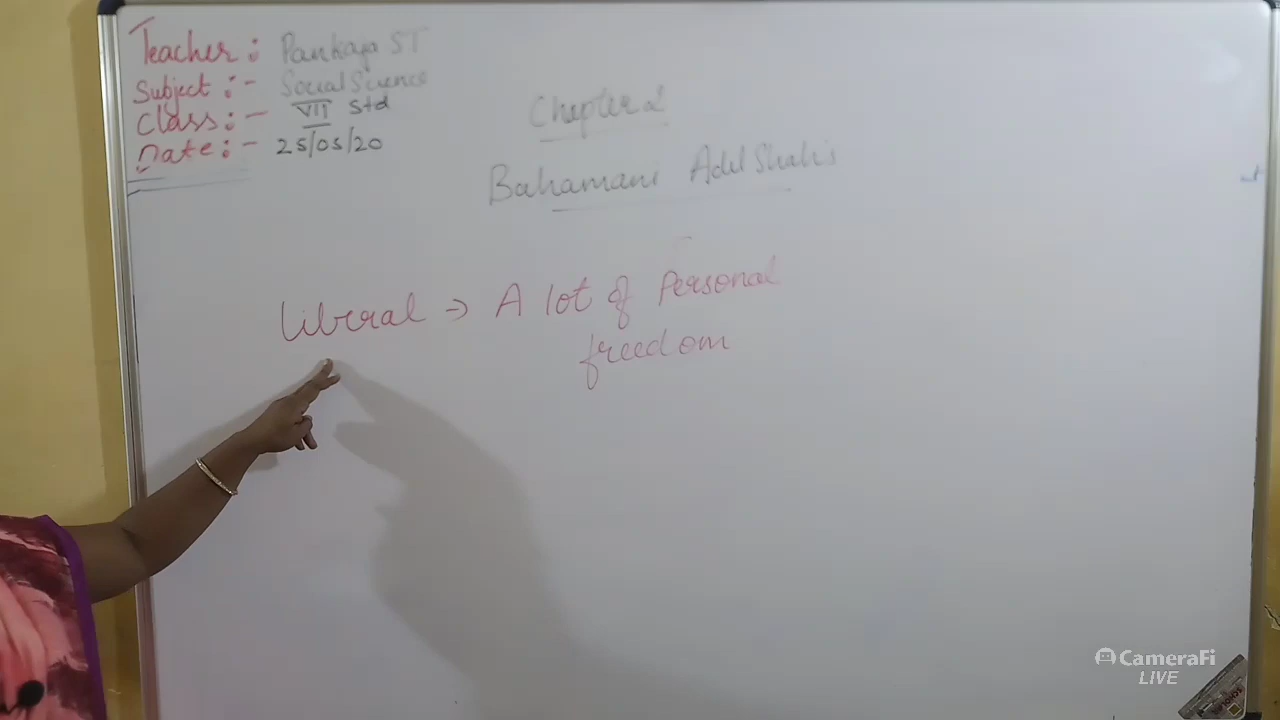 Teacher : Pankaja ST
Subject :- Social Science
Class :- VII Std
Date :- 25/05/20
Chapter 2
Bahamani Adil Shahis
Liberal → A lot of Personal
freedom
CameraFi
LIVE